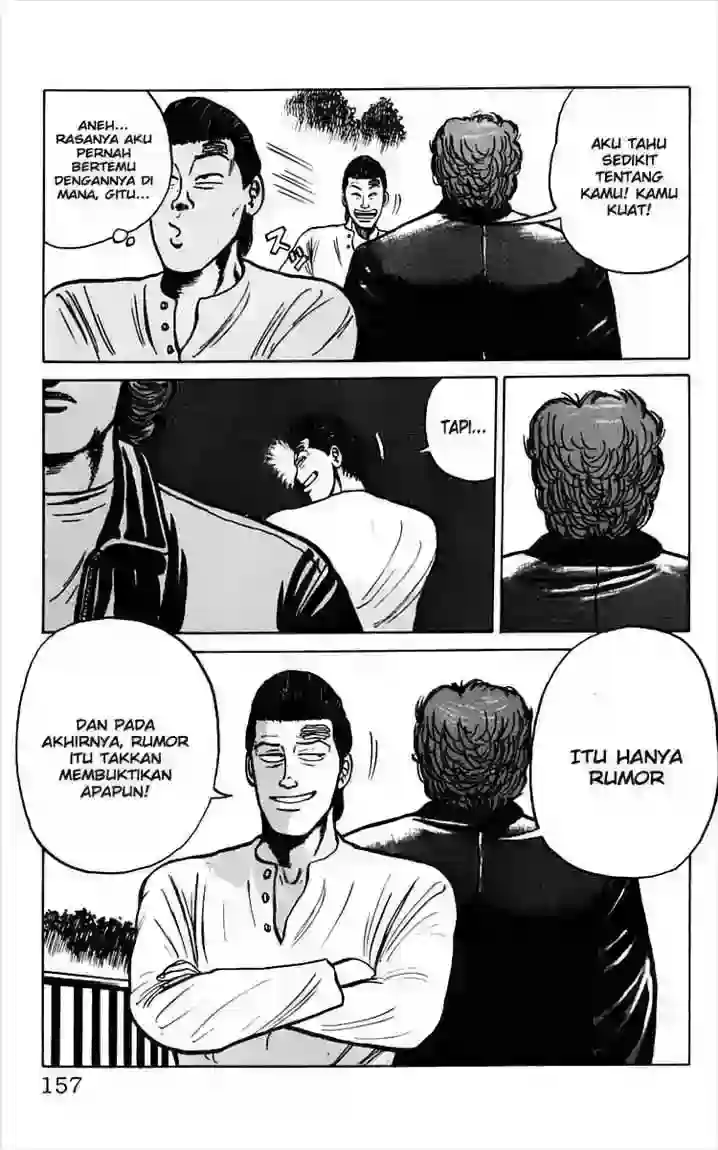 ANEH...
RASANYA AKU
PERNAH
BERTEMU
DENGANNYA DI
MANA, GITU...
AKU TAHU
SEDIKIT
TENTANG
KAMU! KAMU
KUAT!
TAPI...
DAN PADA
AKHIRNYA, RUMOR
ITU TAKKAN
MEMBUKTIKAN
APAPUN!
ITU HANYA
RUMOR
157